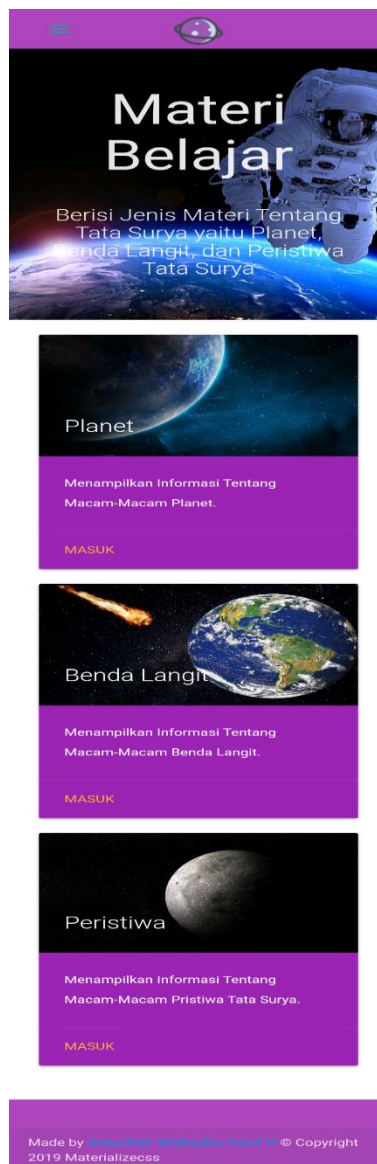 Materi
Belajar
Berisi Jenis Materi Tentang
Tata Surya yaitu Planet,
Benda Langit, dan Peristiwa
Tata Surya
Planet
Menampilkan Informasi Tentang
Macam-Macam Planet.
MASUK
Benda Langit
Menampilkan Informasi Tentang
Macam-Macam Benda Langit.
MASUK
Peristiwa
Menampilkan Informasi Tentang
Macam-Macam Pristiwa Tata Surya.
MASUK
Made by © Copyright
2019 Materializecss